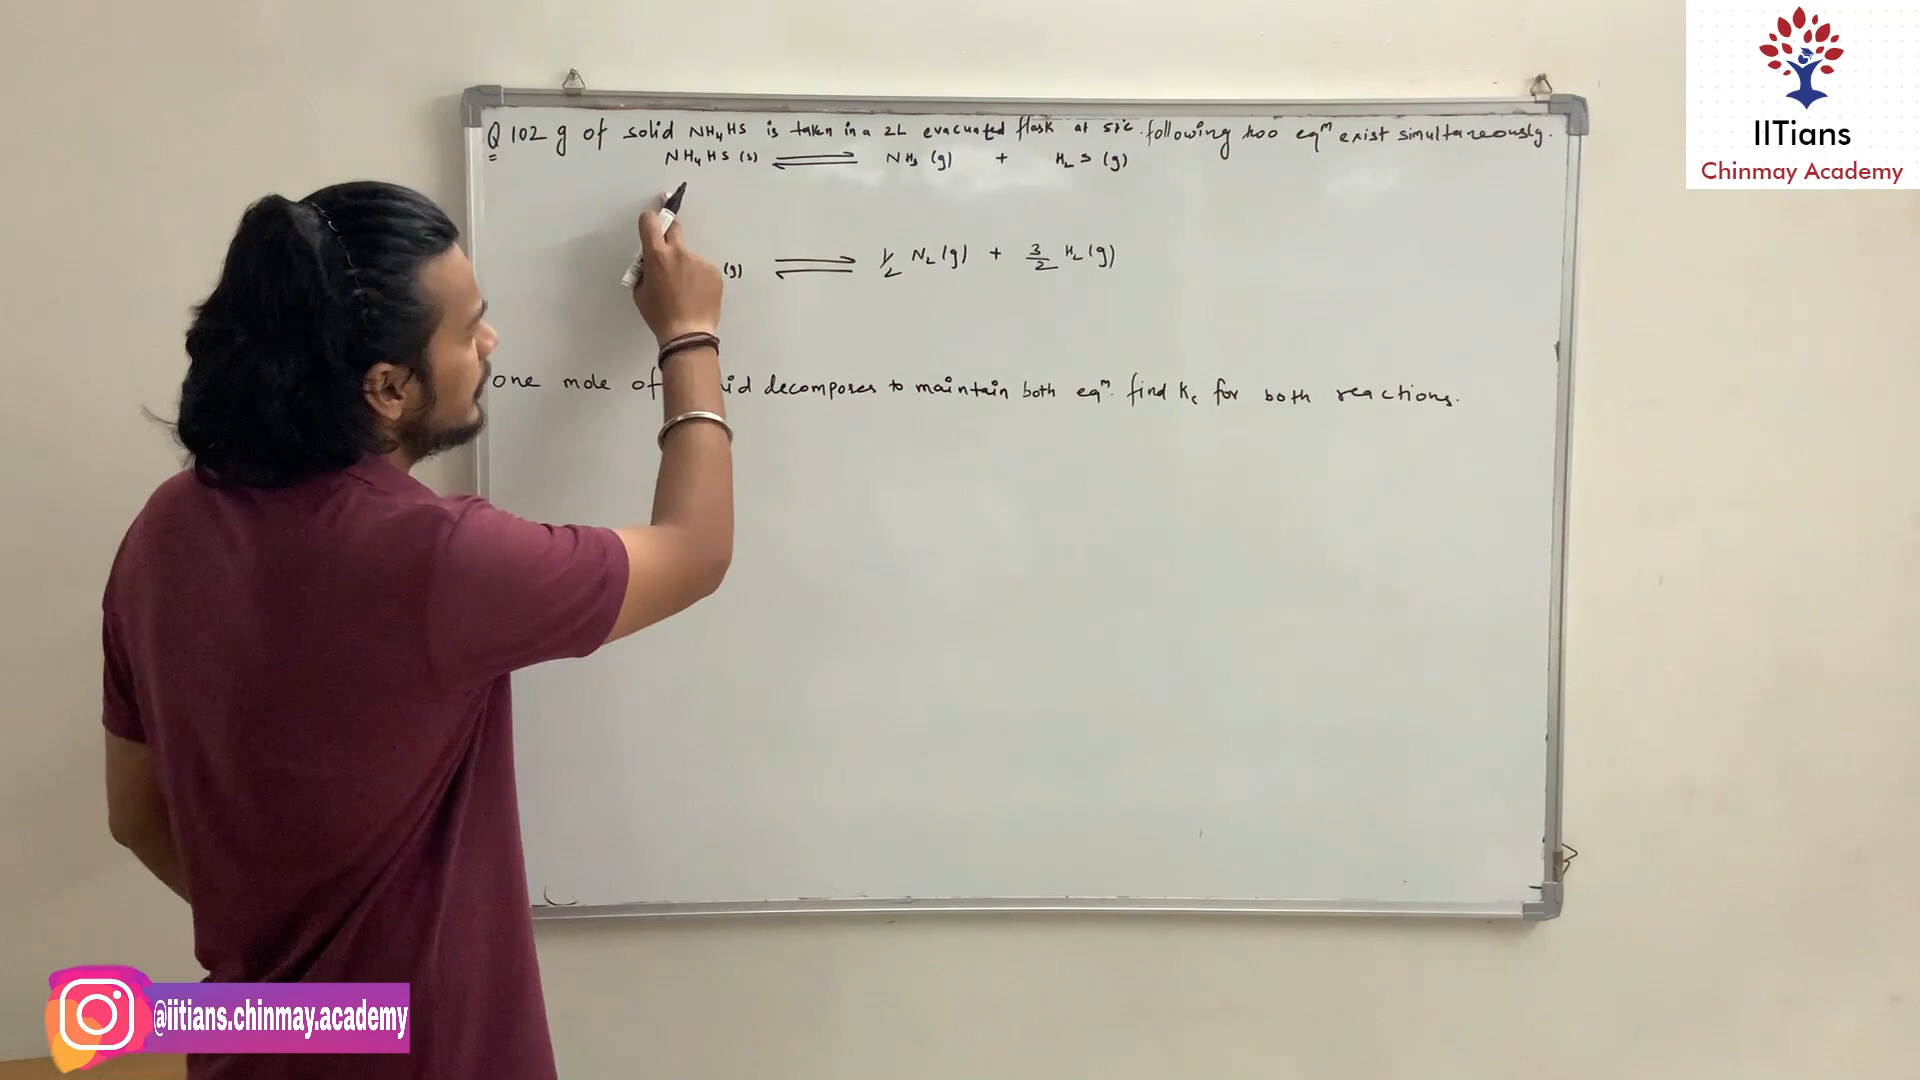 IITians
Chinmay Academy
Q 102 g of solid NH4HS is taken in a 2L evacuated flask at 57°C. following two eqm exist simultaneously.
NH4HS(s) ⇌ NH3(g) + H2S(g)
(g) ⇌ 1/2 N2(g) + 3/2 H2(g)
one mole of decomposes to maintain both eqm. find Kc for both reactions.
@iitians.chinmay.academy